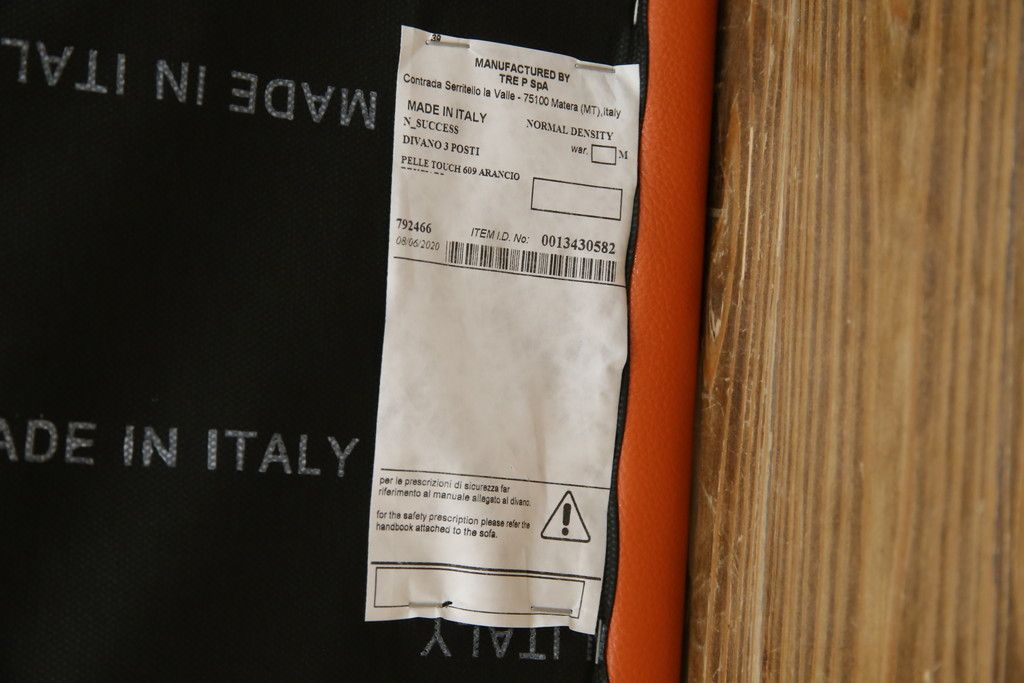 MADE IN ITAL
39
MANUFACTURED BY
TRE P SpA
Contrada Serritello la Valle - 75100 Matera (MT),Italy
MADE IN ITALY
N_SUCCESS
NORMAL DENSITY
DIVANO 3 POSTI
war. M
PELLE TOUCH 609 ARANCIO
792466
ITEM I.D. No: 0013430582
08/06/2020
ADE IN ITALY
per le prescrizioni di sicurezza far
riferimento al manuale allegato al divano.
for the safety prescription please refer the
handbook attached to the sofa.
ITALY